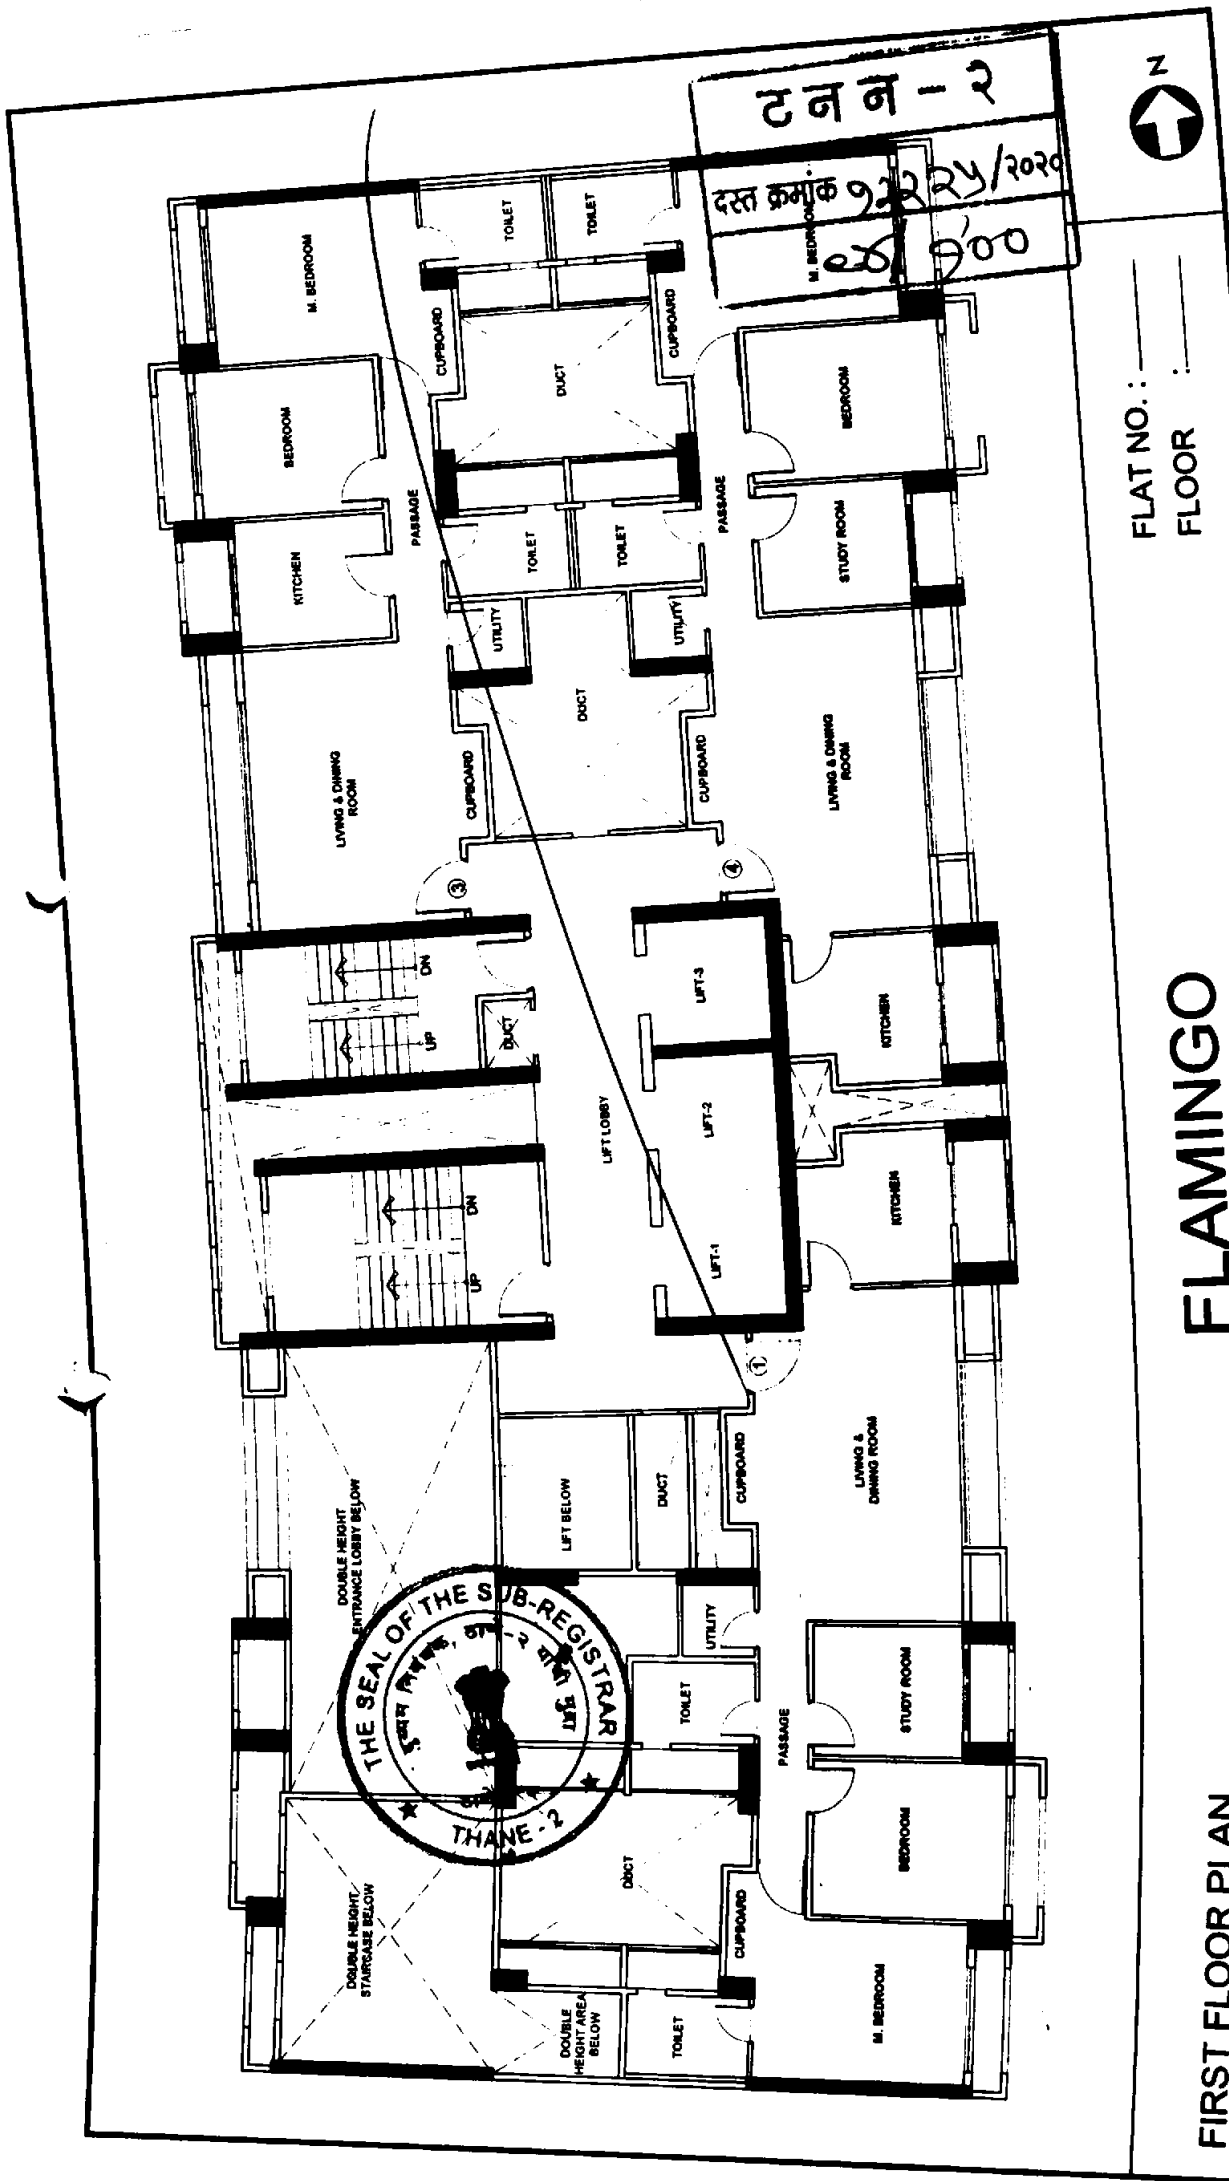 टनन - २
दस्त क्रमांक १२२२५/२०२०
१००
N
FLAT NO. :
FLOOR :
M. BEDROOM
TOILET
TOILET
M. BEDROOM
CUPBOARD
CUPBOARD
DUCT
BEDROOM
BEDROOM
PASSAGE
PASSAGE
KITCHEN
TOILET
TOILET
STUDY ROOM
UTILITY
UTILITY
DUCT
LIVING & DINING
ROOM
CUPBOARD
CUPBOARD
LIVING & DINING
ROOM
3
4
DN
UP
DUCT
LIFT-3
KITCHEN
LIFT LOBBY
LIFT-2
DN
UP
LIFT-1
KITCHEN
1
DOUBLE HEIGHT
ENTRANCE LOBBY BELOW
LIFT BELOW
DUCT
CUPBOARD
LIVING &
DINING ROOM
UTILITY
TOILET
PASSAGE
STUDY ROOM
THE SEAL OF THE SUB-REGISTRAR
THANE - 2
DOUBLE HEIGHT
STAIRCASE BELOW
DUCT
CUPBOARD
BEDROOM
DOUBLE
HEIGHT AREA
BELOW
TOILET
M. BEDROOM
FLAMINGO
FIRST FLOOR PLAN